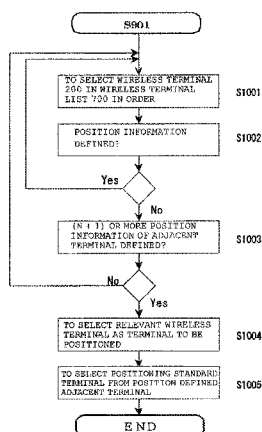 S901
TO SELECT WIRELESS TERMINAL
200 IN WIRELESS TERMINAL
LIST 700 IN ORDER
S1001
POSITION INFORMATION
DEFINED?
S1002
Yes
No
(N + 1) OR MORE POSITION
INFORMATION OF ADJACENT
TERMINAL DEFINED?
S1003
No
Yes
TO SELECT RELEVANT WIRELESS
TERMINAL AS TERMINAL TO BE
POSITIONED
S1004
TO SELECT POSITIONING STANDARD
TERMINAL FROM POSITION DEFINED
ADJACENT TERMINAL
S1005
END